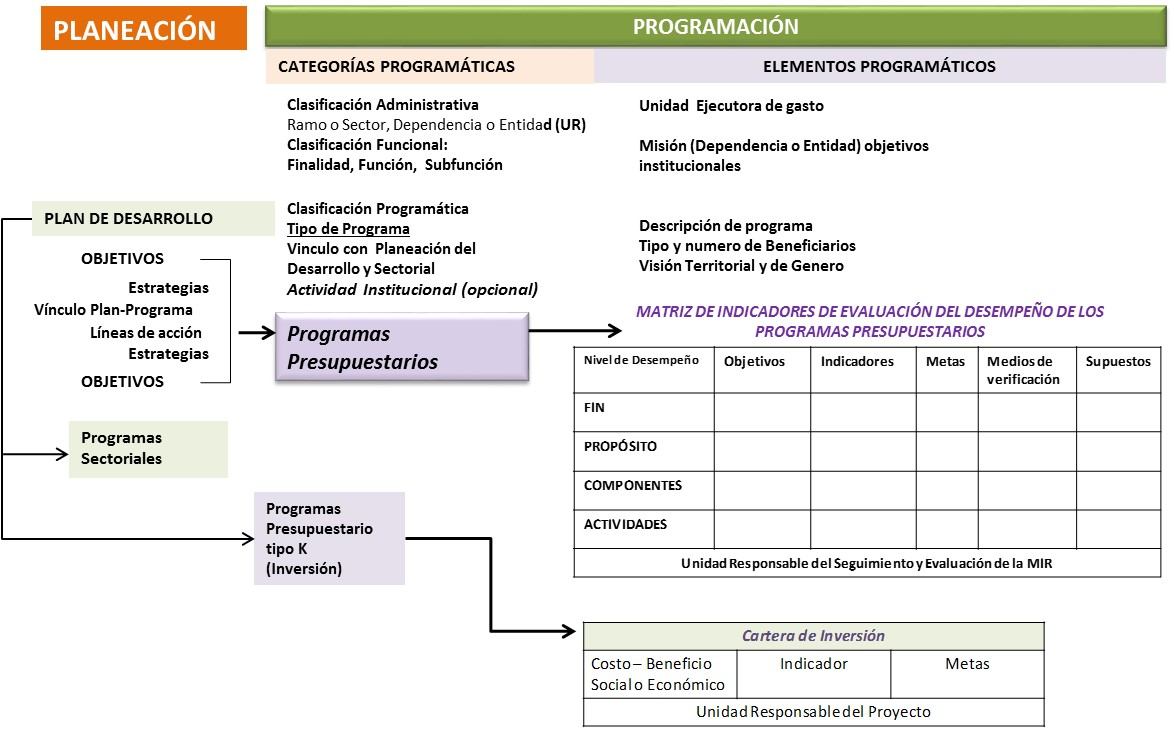 PLANEACIÓN
PROGRAMACIÓN
CATEGORÍAS PROGRAMÁTICAS
ELEMENTOS PROGRAMÁTICOS
Clasificación Administrativa
Ramo o Sector, Dependencia o Entidad (UR)
Clasificación Funcional:
Finalidad, Función, Subfunción
Unidad Ejecutora de gasto
Misión (Dependencia o Entidad) objetivos
institucionales
PLAN DE DESARROLLO
Clasificación Programática
Tipo de Programa
Vinculo con Planeación del
Desarrollo y Sectorial
Actividad Institucional (opcional)
Descripción de programa
Tipo y numero de Beneficiarios
Visión Territorial y de Genero
OBJETIVOS
Estrategias
Vínculo Plan-Programa
Líneas de acción
Estrategias
OBJETIVOS
Programas
Presupuestarios
MATRIZ DE INDICADORES DE EVALUACIÓN DEL DESEMPEÑO DE LOS
PROGRAMAS PRESUPUESTARIOS
Nivel de Desempeño
Objetivos
Indicadores
Metas
Medios de
verificación
Supuestos
FIN
PROPÓSITO
COMPONENTES
ACTIVIDADES
Unidad Responsable del Seguimiento y Evaluación de la MIR
Programas
Sectoriales
Programas
Presupuestario
tipo K
(Inversión)
Cartera de Inversión
Costo – Beneficio
Social o Económico
Indicador
Metas
Unidad Responsable del Proyecto